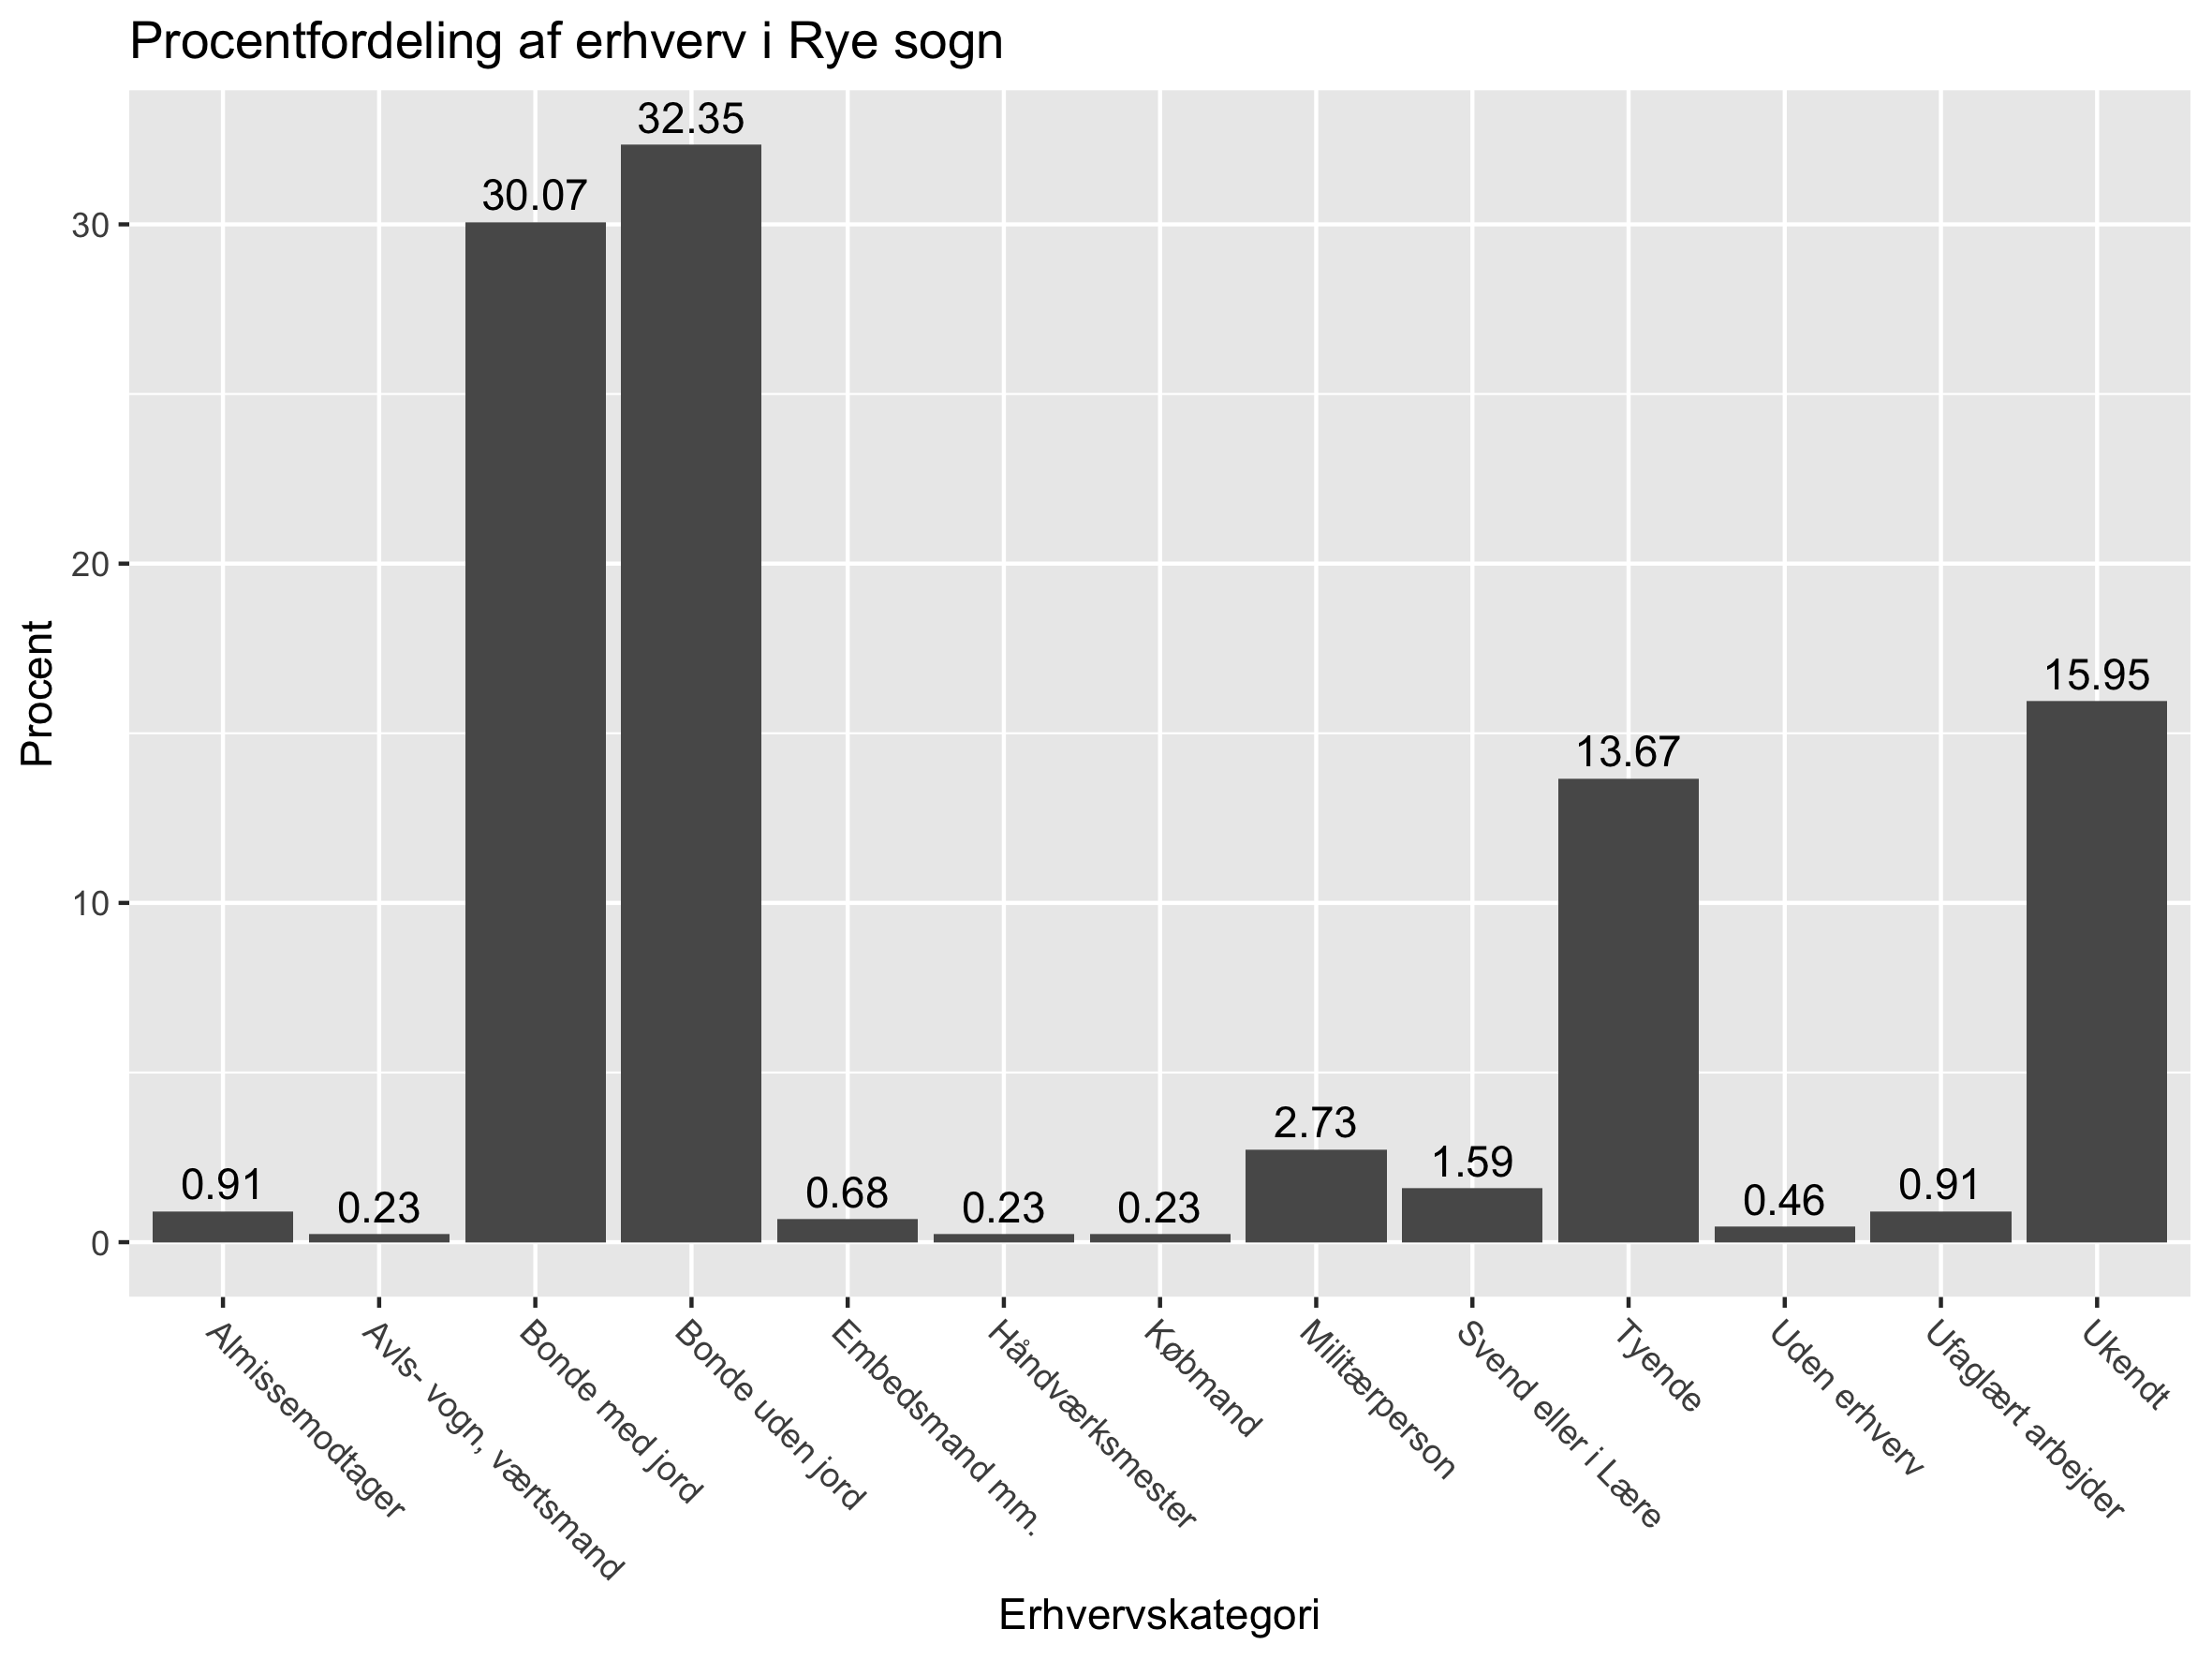 Procentfordeling af erhverv i Rye sogn
32.35
30.07
15.95
13.67
2.73
1.59
0.91
0.23
0.68
0.23
0.23
0.46
0.91
30
20
10
0
Procent
Almissemodtager
Avls- vogn, værtsmand
Bonde med jord
Bonde uden jord
Embedsmand mm.
Håndværksmester
Købmand
Militærperson
Svend eller i Lære
Tyende
Uden erhverv
Ufaglært arbejder
Ukendt
Erhvervskategori